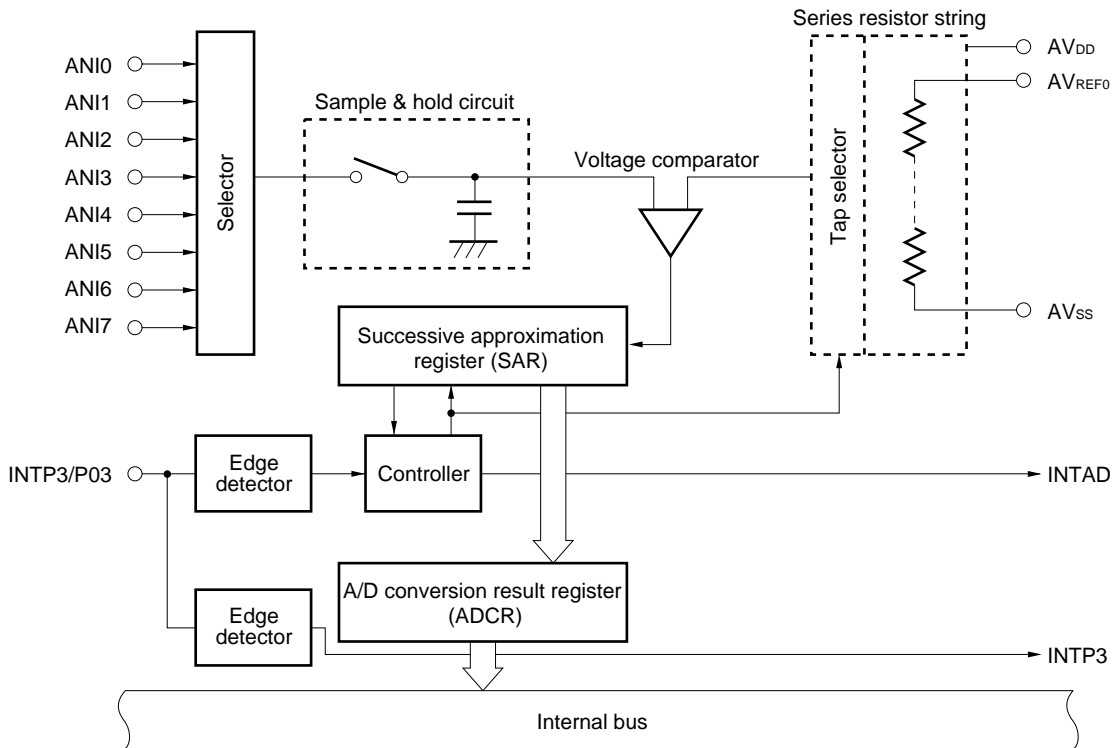 Series resistor string
ANI0
ANI1
ANI2
ANI3
ANI4
ANI5
ANI6
ANI7
Selector
Sample & hold circuit
Voltage comparator
Tap selector
AVDD
AVREF0
AVSS
Successive approximation
register (SAR)
INTP3/P03
Edge
detector
Controller
INTAD
A/D conversion result register
(ADCR)
Edge
detector
INTP3
Internal bus